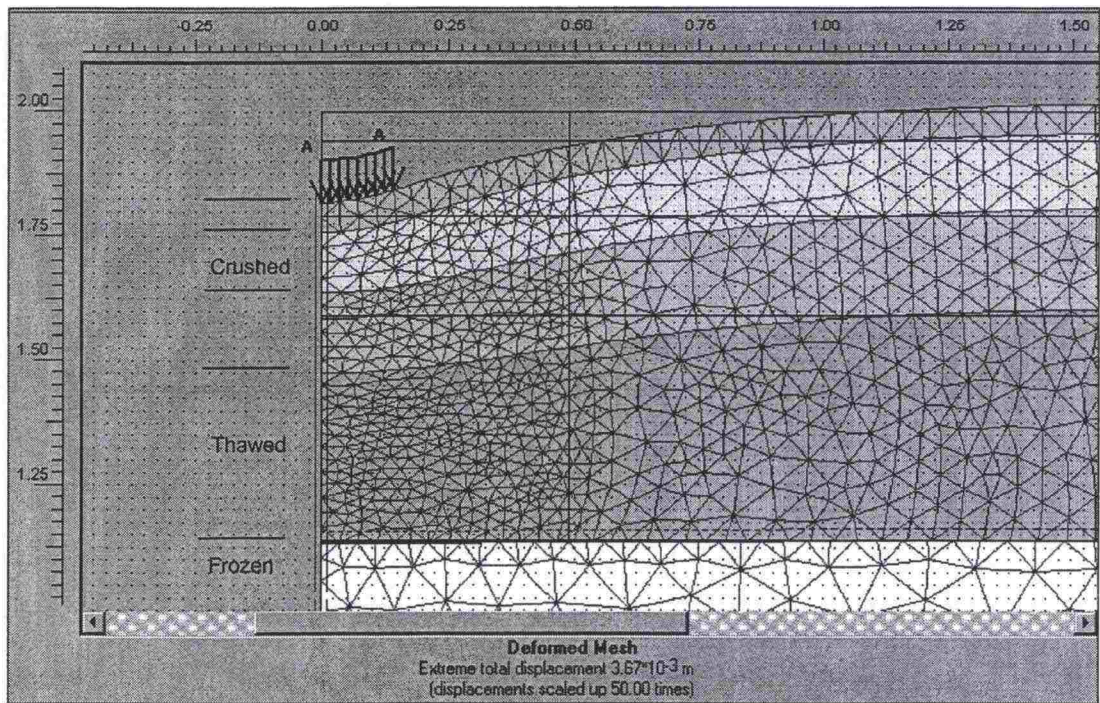 -0.25 0.00 0.25 0.50 0.75 1.00 1.25 1.50
2.00
A A
1.75
Crushed
1.50
Thawed
1.25
Frozen
Deformed Mesh
Extreme total displacement 3.67*10-3 m
(displacements scaled up 50.00 times)